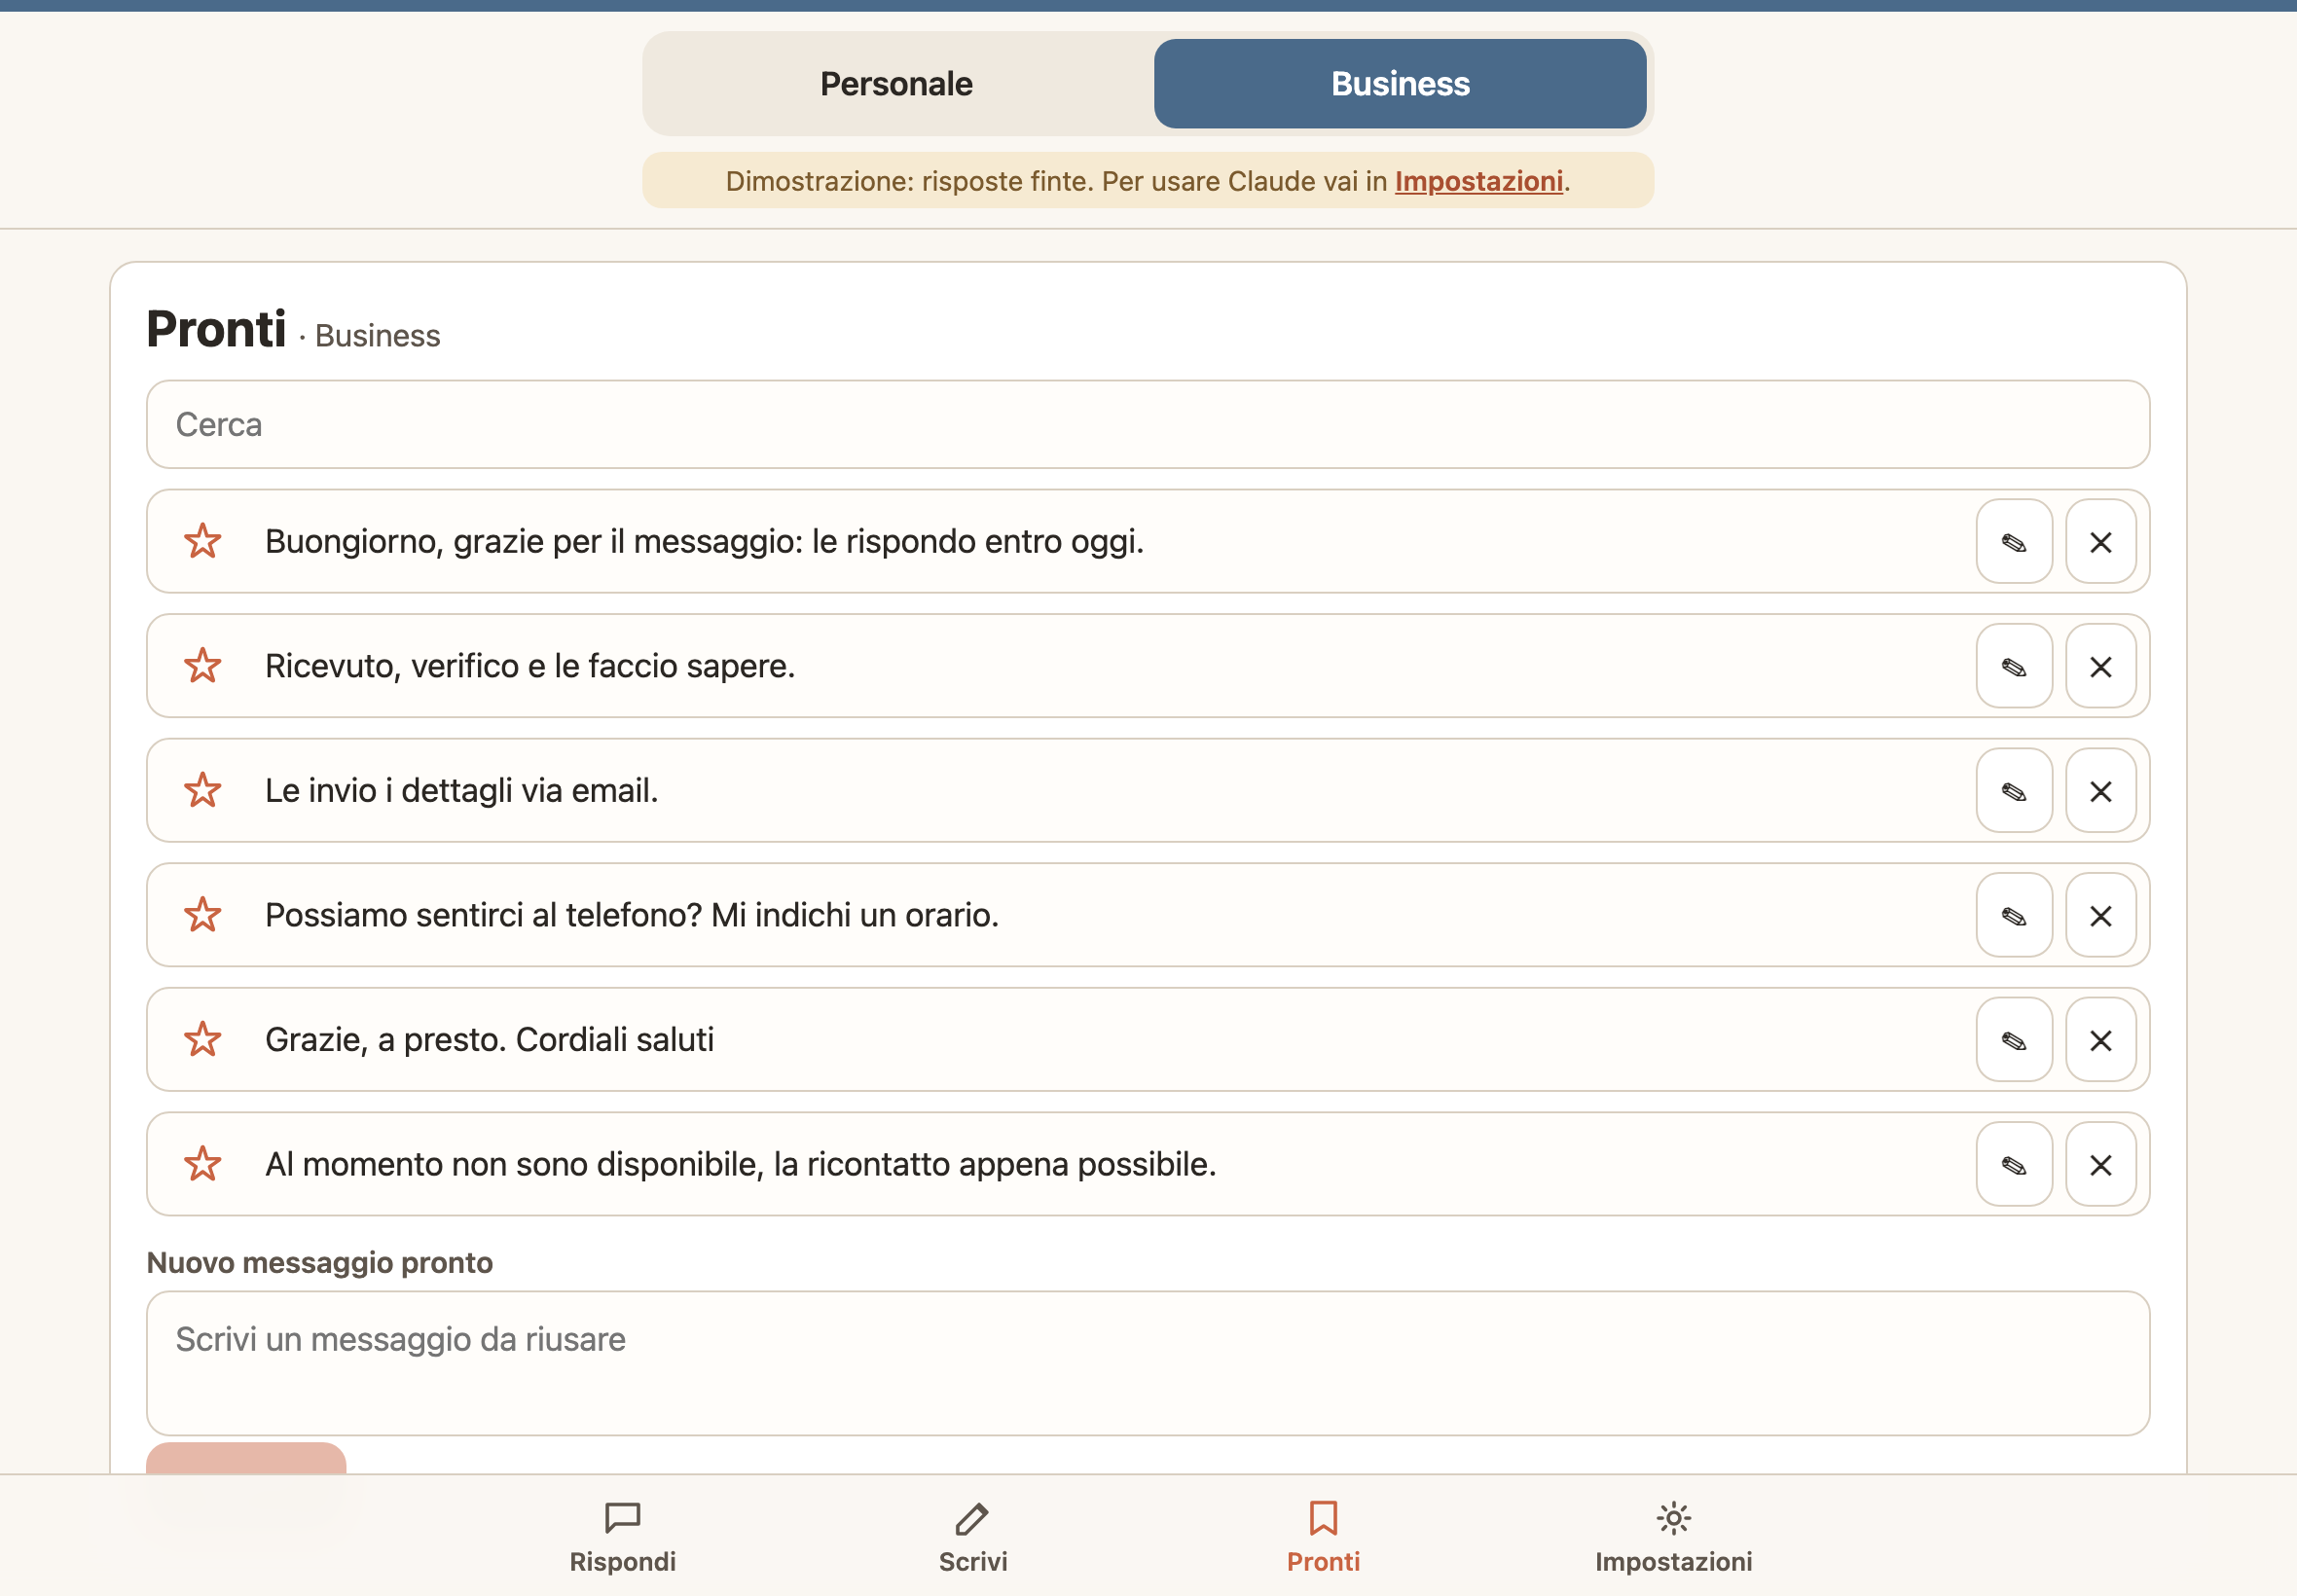 Personale
Business
Dimostrazione: risposte finte. Per usare Claude vai in Impostazioni.
Pronti · Business
Cerca
Buongiorno, grazie per il messaggio: le rispondo entro oggi.
Ricevuto, verifico e le faccio sapere.
Le invio i dettagli via email.
Possiamo sentirci al telefono? Mi indichi un orario.
Grazie, a presto. Cordiali saluti
Al momento non sono disponibile, la ricontatto appena possibile.
Nuovo messaggio pronto
Scrivi un messaggio da riusare
Rispondi
Scrivi
Pronti
Impostazioni